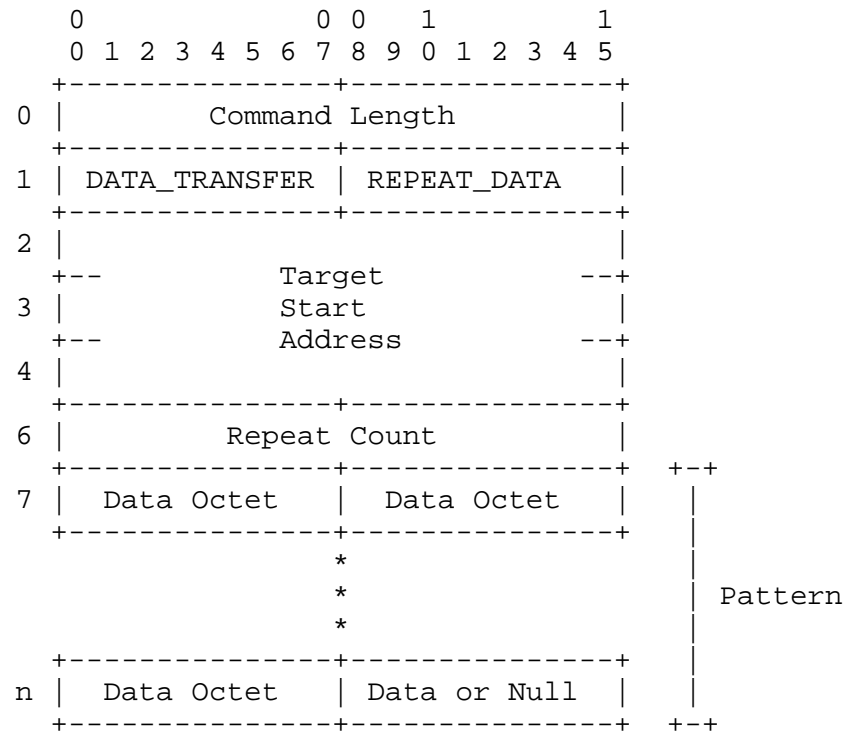 0             0 0   1         1
0 1 2 3 4 5 6 7 8 9 0 1 2 3 4 5
+---------------+---------------+
0 |        Command Length         |
+---------------+---------------+
1 | DATA_TRANSFER | REPEAT_DATA   |
+---------------+---------------+
2 |                               |
+--          Target           --+
3 |            Start              |
+--          Address          --+
4 |                               |
+---------------+---------------+
6 |         Repeat Count          |
+---------------+---------------+  +-+
7 |  Data Octet   |  Data Octet   |   |
+---------------+---------------+   |
*                   |
*                   | Pattern
*                   |
+---------------+---------------+   |
n |  Data Octet   | Data or Null  |   |
+---------------+---------------+  +-+